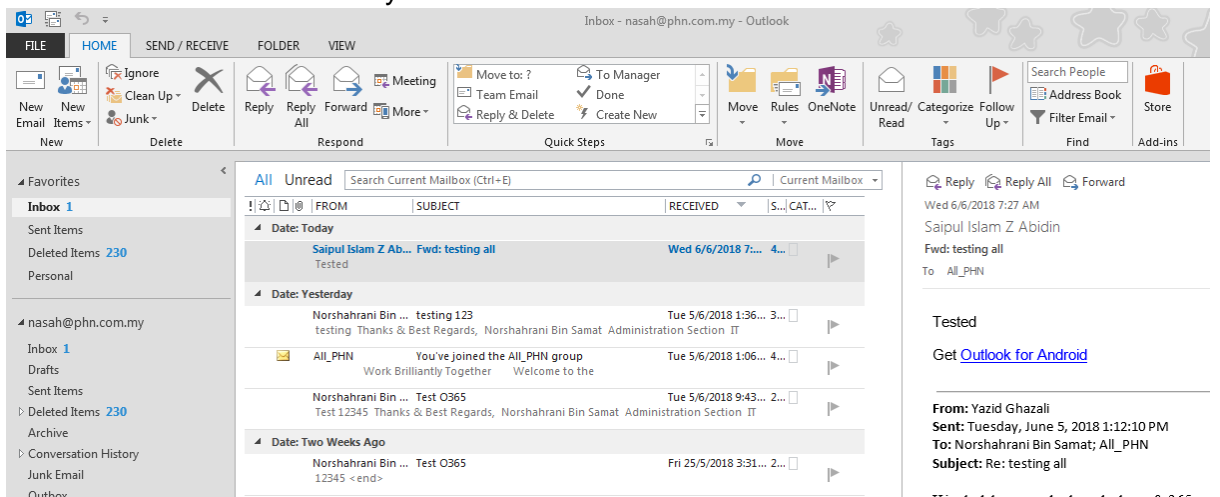 Inbox - nasah@phn.com.my - Outlook
FILE HOME SEND / RECEIVE FOLDER VIEW
New Email
New Items
Ignore
Clean Up
Junk
Delete
Reply
Reply All
Forward
Meeting
More
Move to: ?
Team Email
Reply & Delete
To Manager
Done
Create New
Move
Rules
OneNote
Unread/ Read
Categorize
Follow Up
Search People
Address Book
Filter Email
Store
New Delete Respond Quick Steps Move Tags Find Add-ins
Favorites
Inbox 1
Sent Items
Deleted Items 230
Personal
nasah@phn.com.my
Inbox 1
Drafts
Sent Items
Deleted Items 230
Archive
Conversation History
Junk Email
Outbox
All Unread Search Current Mailbox (Ctrl+E) Current Mailbox
! FROM SUBJECT RECEIVED S... CAT...
Date: Today
Saipul Islam Z Ab... Fwd: testing all Wed 6/6/2018 7:... 4...
Tested
Date: Yesterday
Norshahrani Bin ... testing 123 Tue 5/6/2018 1:36... 3...
testing Thanks & Best Regards, Norshahrani Bin Samat Administration Section IT
All_PHN You've joined the All_PHN group Tue 5/6/2018 1:06... 4...
Work Brilliantly Together Welcome to the
Norshahrani Bin ... Test O365 Tue 5/6/2018 9:43... 2...
Test 12345 Thanks & Best Regards, Norshahrani Bin Samat Administration Section IT
Date: Two Weeks Ago
Norshahrani Bin ... Test O365 Fri 25/5/2018 3:31... 2...
12345 <end>
Reply Reply All Forward
Wed 6/6/2018 7:27 AM
Saipul Islam Z Abidin
Fwd: testing all
To All_PHN
Tested
Get Outlook for Android
From: Yazid Ghazali
Sent: Tuesday, June 5, 2018 1:12:10 PM
To: Norshahrani Bin Samat; All_PHN
Subject: Re: testing all